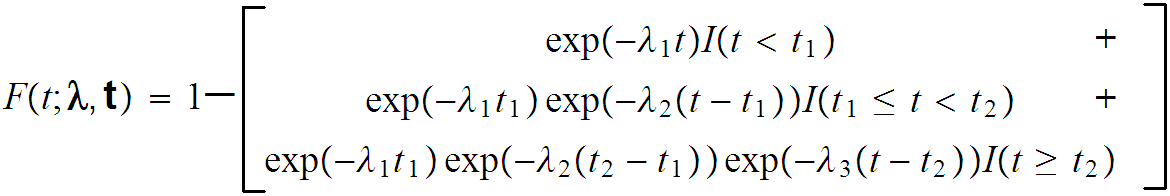 exp(−λ₁t)I(t < t₁) +
F(t; λ, t) = 1− exp(−λ₁t₁) exp(−λ₂(t − t₁))I(t₁ ≤ t < t₂) +
exp(−λ₁t₁) exp(−λ₂(t₂ − t₁)) exp(−λ₃(t − t₂))I(t ≥ t₂)